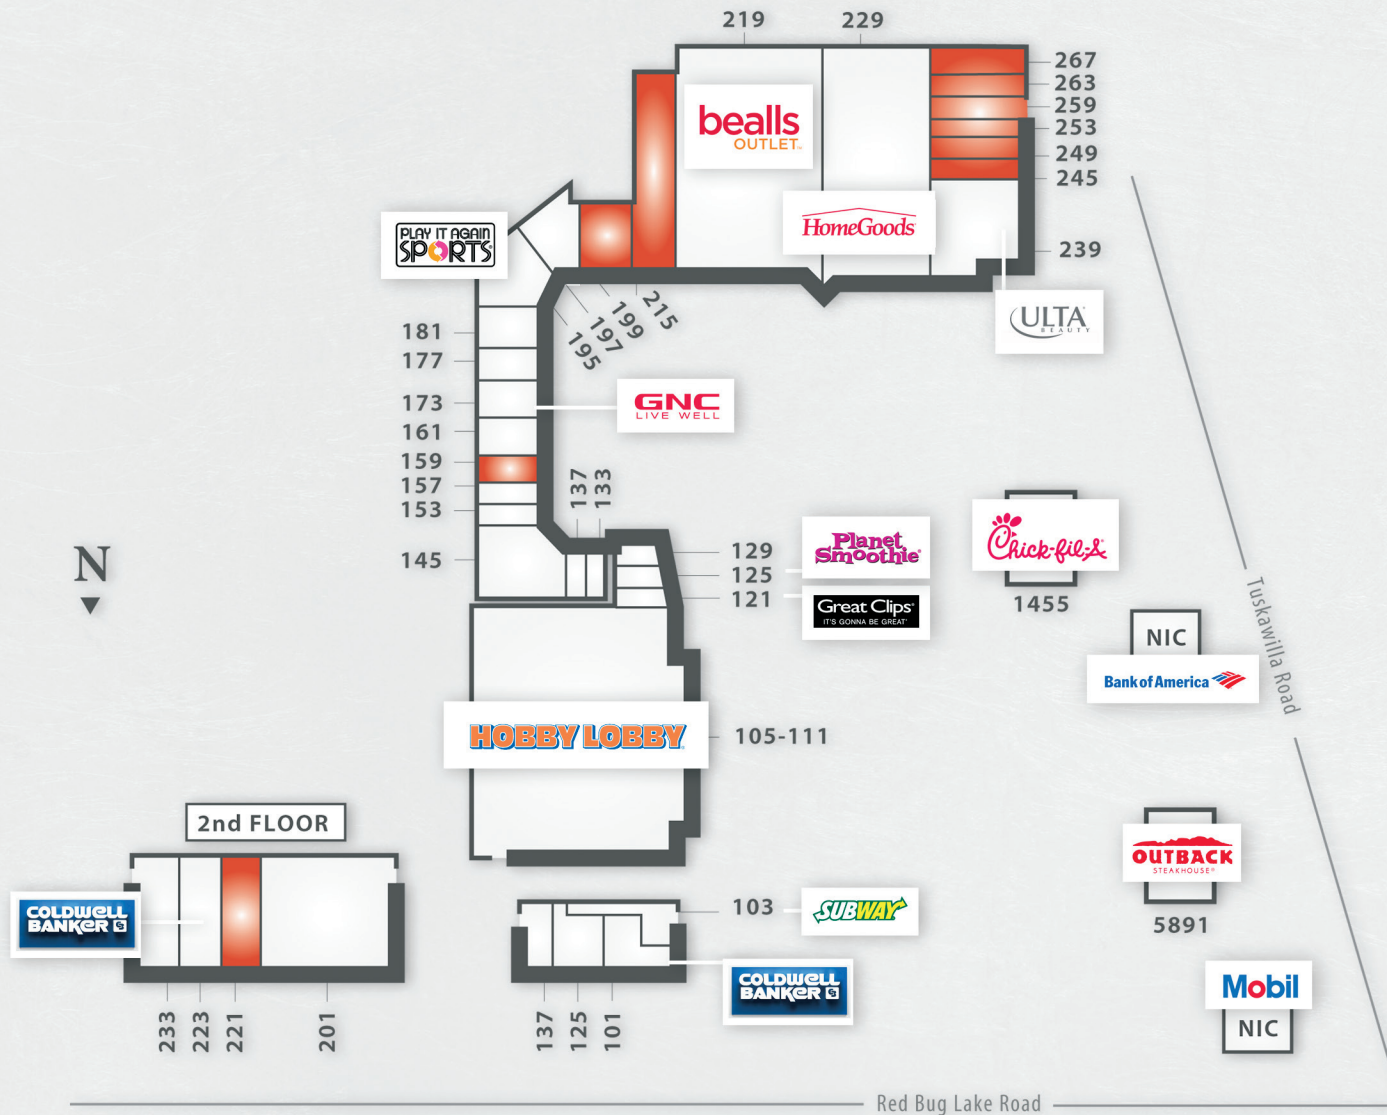 219
229
267
263
259
253
249
245
239
bealls
OUTLET
HomeGoods
PLAY IT AGAIN
SPORTS
ULTA
BEAUTY
215
199
197
195
181
177
173
161
159
157
153
145
GNC
LIVE WELL
137
133
129
125
121
Planet
Smoothie
Great Clips
IT'S GONNA BE GREAT
Chick-fil-A
1455
NIC
Bank of America
Tuskawilla Road
N
HOBBY LOBBY
105-111
2nd FLOOR
COLDWELL
BANKER
233
223
221
201
103
SUBWAY
COLDWELL
BANKER
137
125
101
OUTBACK
STEAKHOUSE
5891
Mobil
NIC
Red Bug Lake Road